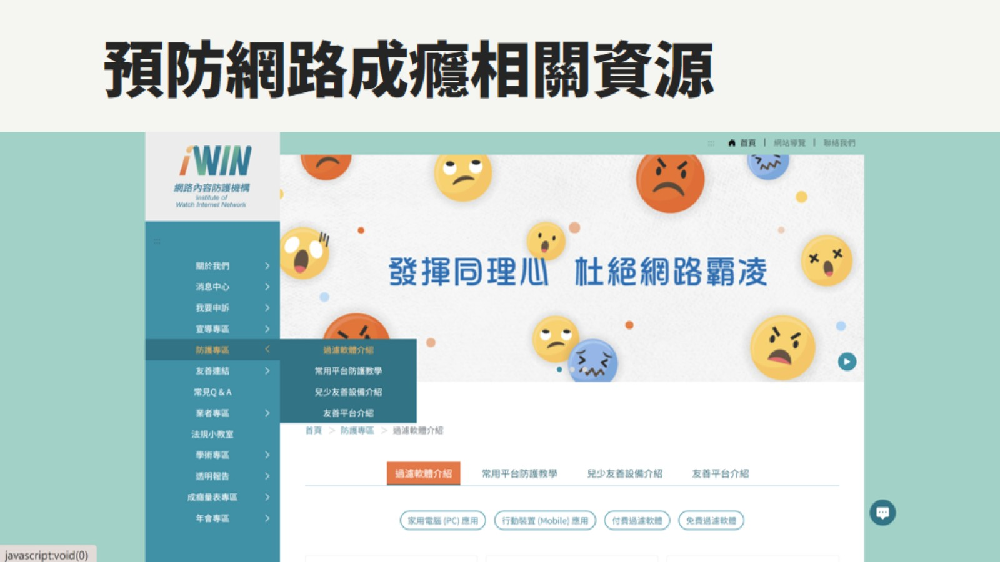 預防網路成癮相關資源
iWIN
網路內容防護機構
Institute of
Watch Internet Network
:::
首頁 | 網站導覽 | 聯絡我們
發揮同理心 杜絕網路霸凌
:::
關於我們
消息中心
我要申訴
宣導專區
防護專區
友善連結
常見Q & A
業者專區
法規小教室
學術專區
透明報告
成癮量表專區
年會專區
過濾軟體介紹
常用平台防護教學
兒少友善設備介紹
友善平台介紹
首頁 > 防護專區 > 過濾軟體介紹
過濾軟體介紹 常用平台防護教學 兒少友善設備介紹 友善平台介紹
家用電腦 (PC) 應用 行動裝置 (Mobile) 應用 付費過濾軟體 免費過濾軟體
javascript:void(0)